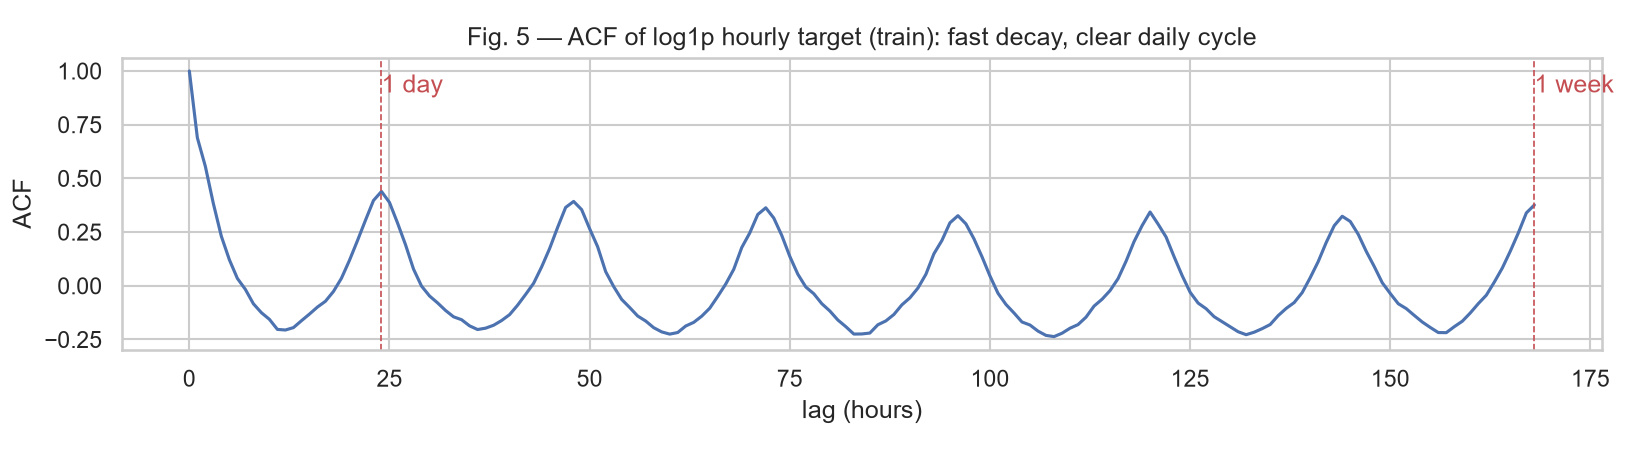 Fig. 5 — ACF of log1p hourly target (train): fast decay, clear daily cycle
1.00
0.75
0.50
0.25
0.00
−0.25
ACF
1 day
1 week
0 25 50 75 100 125 150 175
lag (hours)